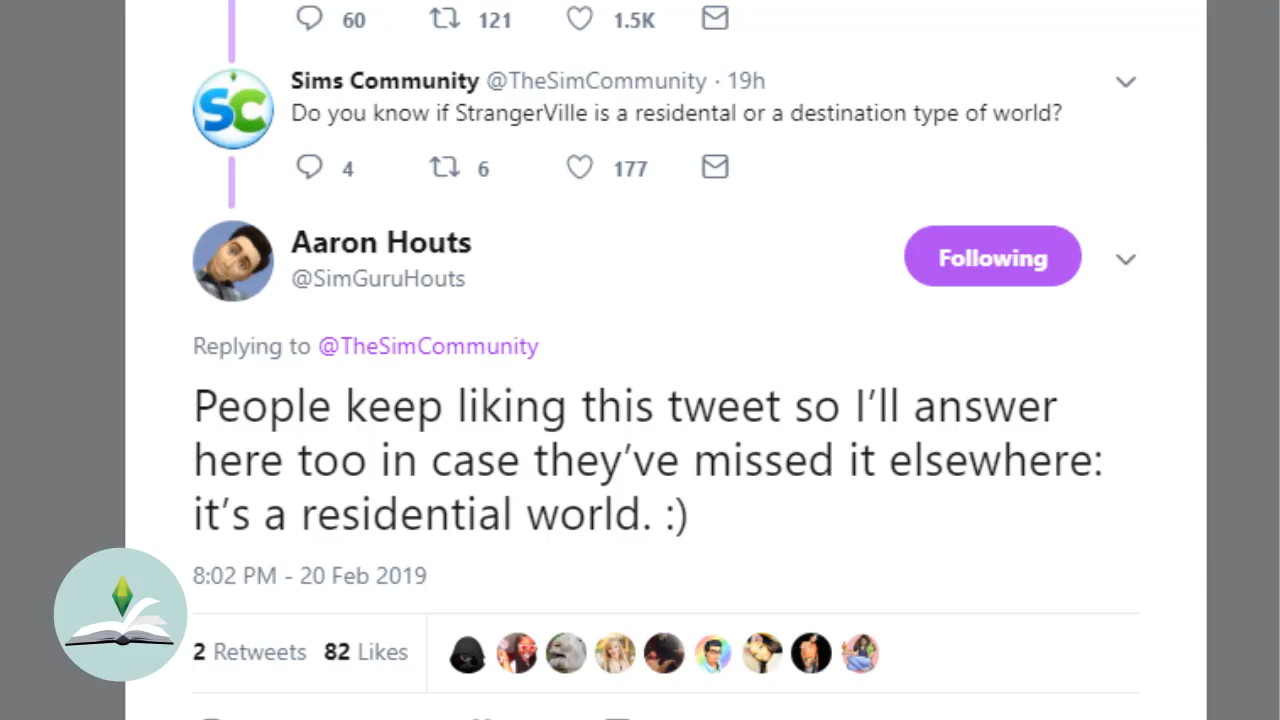 60 121 1.5K
Sims Community @TheSimCommunity · 19h
Do you know if StrangerVille is a residental or a destination type of world?
4 6 177
SC
Aaron Houts
@SimGuruHouts
Following
Replying to @TheSimCommunity
People keep liking this tweet so I’ll answer
here too in case they’ve missed it elsewhere:
it’s a residential world. :)
8:02 PM - 20 Feb 2019
2 Retweets 82 Likes